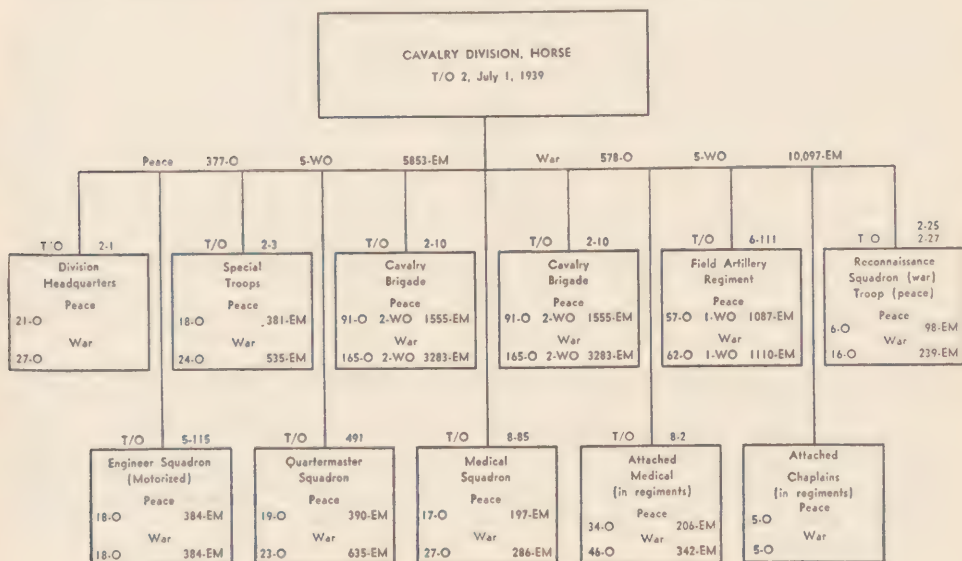 CAVALRY DIVISION, HORSE
T/O 2, July 1, 1939
Peace 377-O 5-WO 5853-EM War 578-O 5-WO 10,097-EM
T/O 2-1
Division
Headquarters
Peace
21-O
War
27-O
T/O 2-3
Special
Troops
Peace
18-O 381-EM
War
24-O 535-EM
T/O 2-10
Cavalry
Brigade
Peace
91-O 2-WO 1555-EM
War
165-O 2-WO 3283-EM
T/O 2-10
Cavalry
Brigade
Peace
91-O 2-WO 1555-EM
War
165-O 2-WO 3283-EM
T/O 6-111
Field Artillery
Regiment
Peace
57-O 1-WO 1087-EM
War
62-O 1-WO 1110-EM
2-25
T O 2-27
Reconnaissance
Squadron (war)
Troop (peace)
Peace
6-O 98-EM
War
16-O 239-EM
T/O 5-115
Engineer Squadron
(Motorized)
Peace
18-O 384-EM
War
18-O 384-EM
T/O 491
Quartermaster
Squadron
Peace
19-O 390-EM
War
23-O 635-EM
T/O 8-85
Medical
Squadron
Peace
17-O 197-EM
War
27-O 286-EM
T/O 8-2
Attached
Medical
(in regiments)
Peace
34-O 206-EM
War
46-O 342-EM
Attached
Chaplains
(in regiments)
Peace
5-O
War
5-O